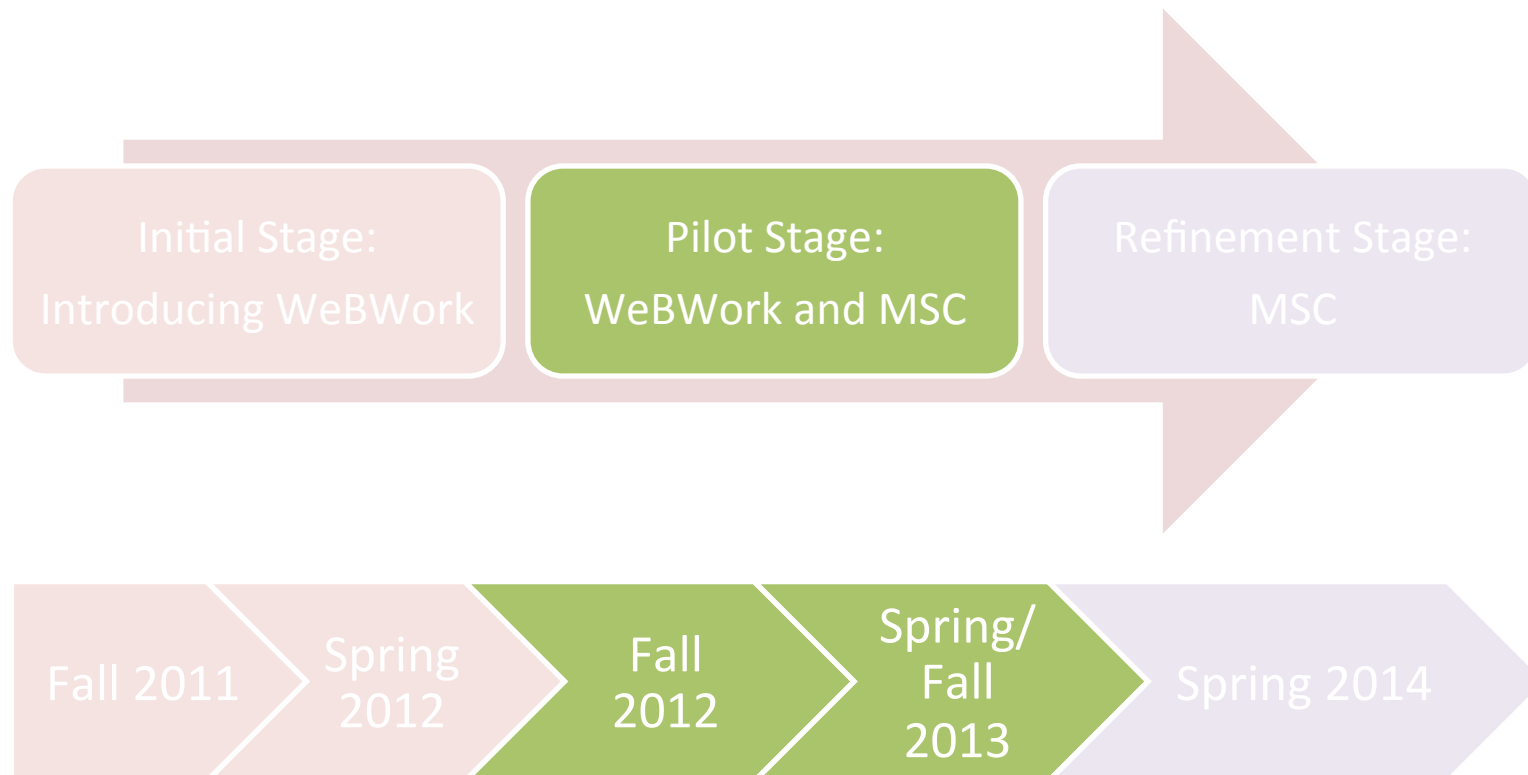 Initial Stage:
Introducing WeBWork
Pilot Stage:
WeBWork and MSC
Refinement Stage:
MSC
Fall 2011
Spring
2012
Fall
2012
Spring/
Fall
2013
Spring 2014